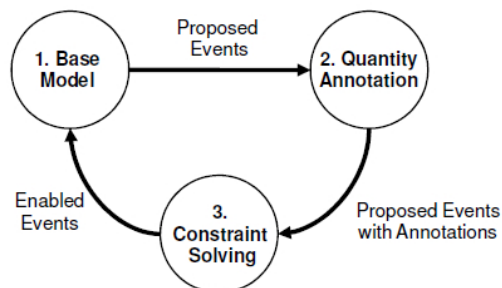 Proposed
Events
1. Base
Model
2. Quantity
Annotation
Enabled
Events
3.
Constraint
Solving
Proposed Events
with Annotations